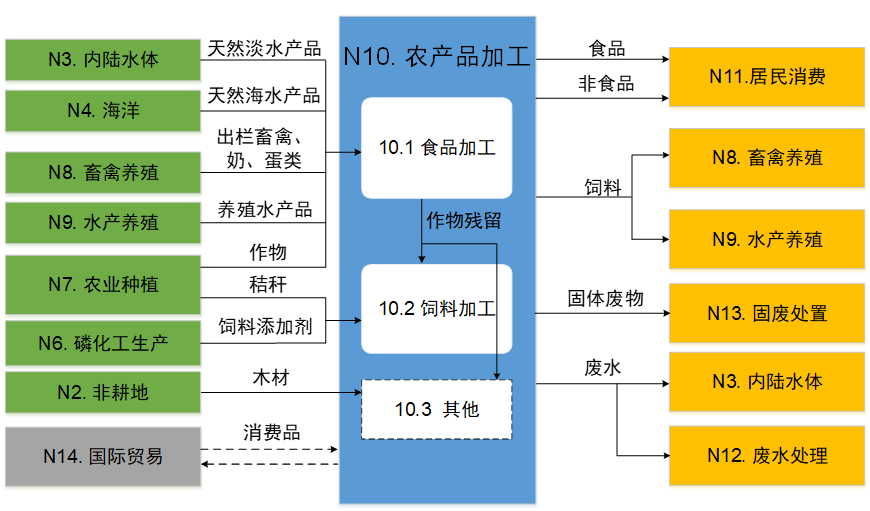 N3. 内陆水体
N4. 海洋
N8. 畜禽养殖
N9. 水产养殖
N7. 农业种植
N6. 磷化工生产
N2. 非耕地
N14. 国际贸易
天然淡水产品
天然海水产品
出栏畜禽、
奶、蛋类
养殖水产品
作物
秸秆
饲料添加剂
木材
消费品
N10. 农产品加工
10.1 食品加工
作物残留
10.2 饲料加工
10.3 其他
食品
非食品
饲料
固体废物
废水
N11.居民消费
N8. 畜禽养殖
N9. 水产养殖
N13. 固废处置
N3. 内陆水体
N12. 废水处理